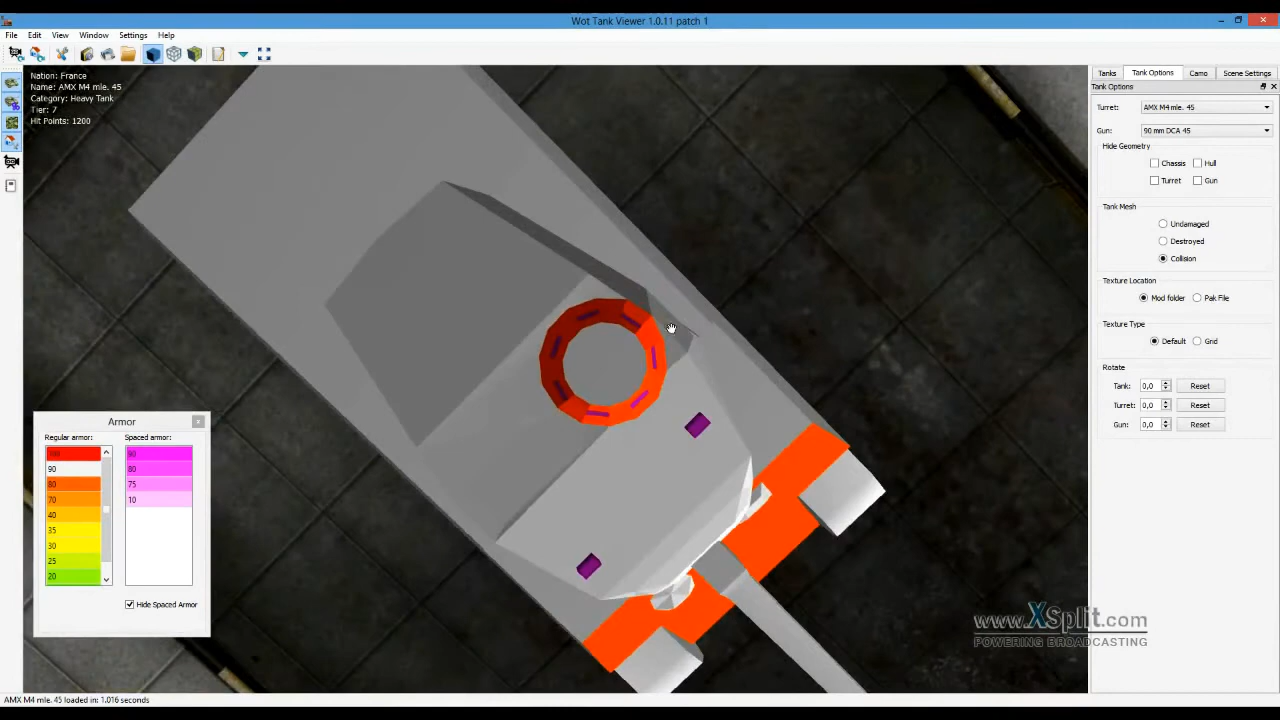 Wot Tank Viewer 1.0.11 patch 1
File Edit View Window Settings Help
Nation: France
Name: AMX M4 mle. 45
Category: Heavy Tank
Tier: 7
Hit Points: 1200
Tanks Tank Options Camo Scene Settings
Tank Options
Turret: AMX M4 mle. 45
Gun: 90 mm DCA 45
Hide Geometry
Chassis Hull
Turret Gun
Tank Mesh
Undamaged
Destroyed
Collision
Texture Location
Mod folder Pak File
Texture Type
Default Grid
Rotate
Tank: 0,0 Reset
Turret: 0,0 Reset
Gun: 0,0 Reset
Armor
Regular armor: Spaced armor:
90
90 80
80 75
70 10
40
35
30
25
20
Hide Spaced Armor
www.XSplit.com
POWERING BROADCASTING
AMX M4 mle. 45 loaded in: 1.016 seconds